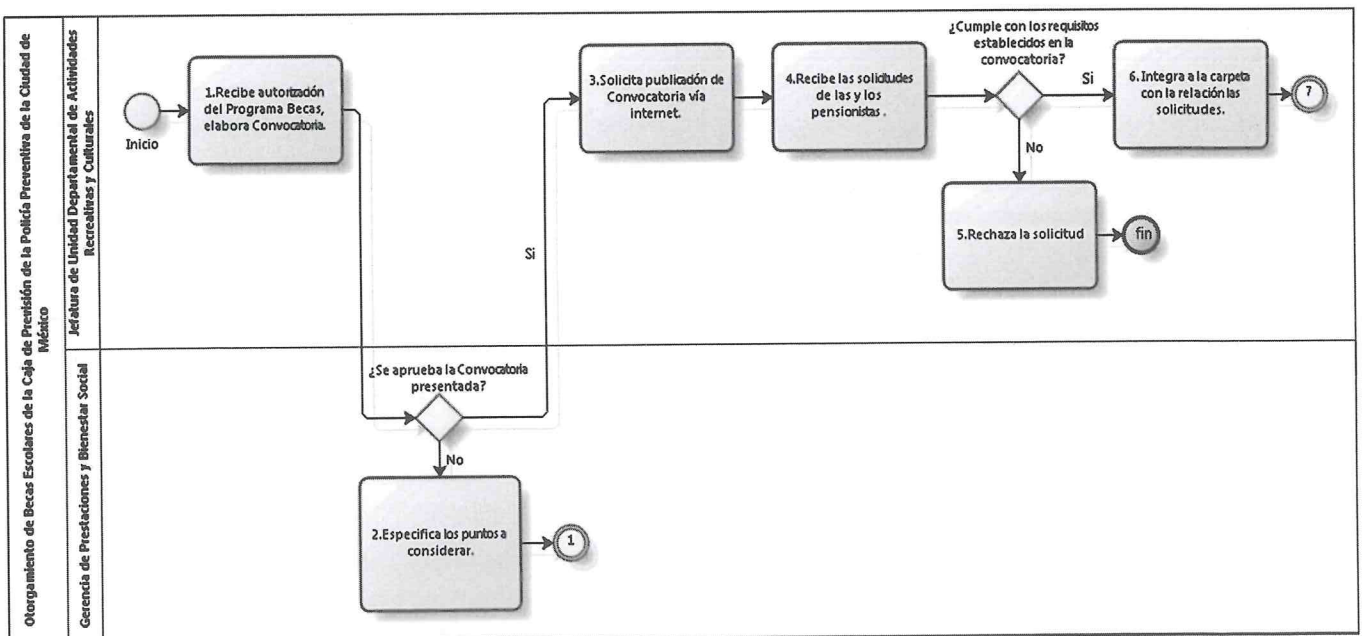 Otorgamiento de Becas Escolares de la Caja de Previsión de la Policía Preventiva de la Ciudad de
México
Jefatura de Unidad Departamental de Actividades
Recreativas y Culturales
Inicio
1.Recibe autorización
del Programa Becas,
elabora Convocatoria.
Si
3.Solicita publicación de
Convocatoria vía
internet.
4.Recibe las solicitudes
de las y los
pensionistas .
¿Cumple con los requisitos
establecidos en la
convocatoria?
Si
No
6.Integra a la carpeta
con la relación las
solicitudes.
7
5.Rechaza la solicitud
fin
Gerencia de Prestaciones y Bienestar Social
¿Se aprueba la Convocatoria
presentada?
No
2.Especifica los puntos a
considerar.
1